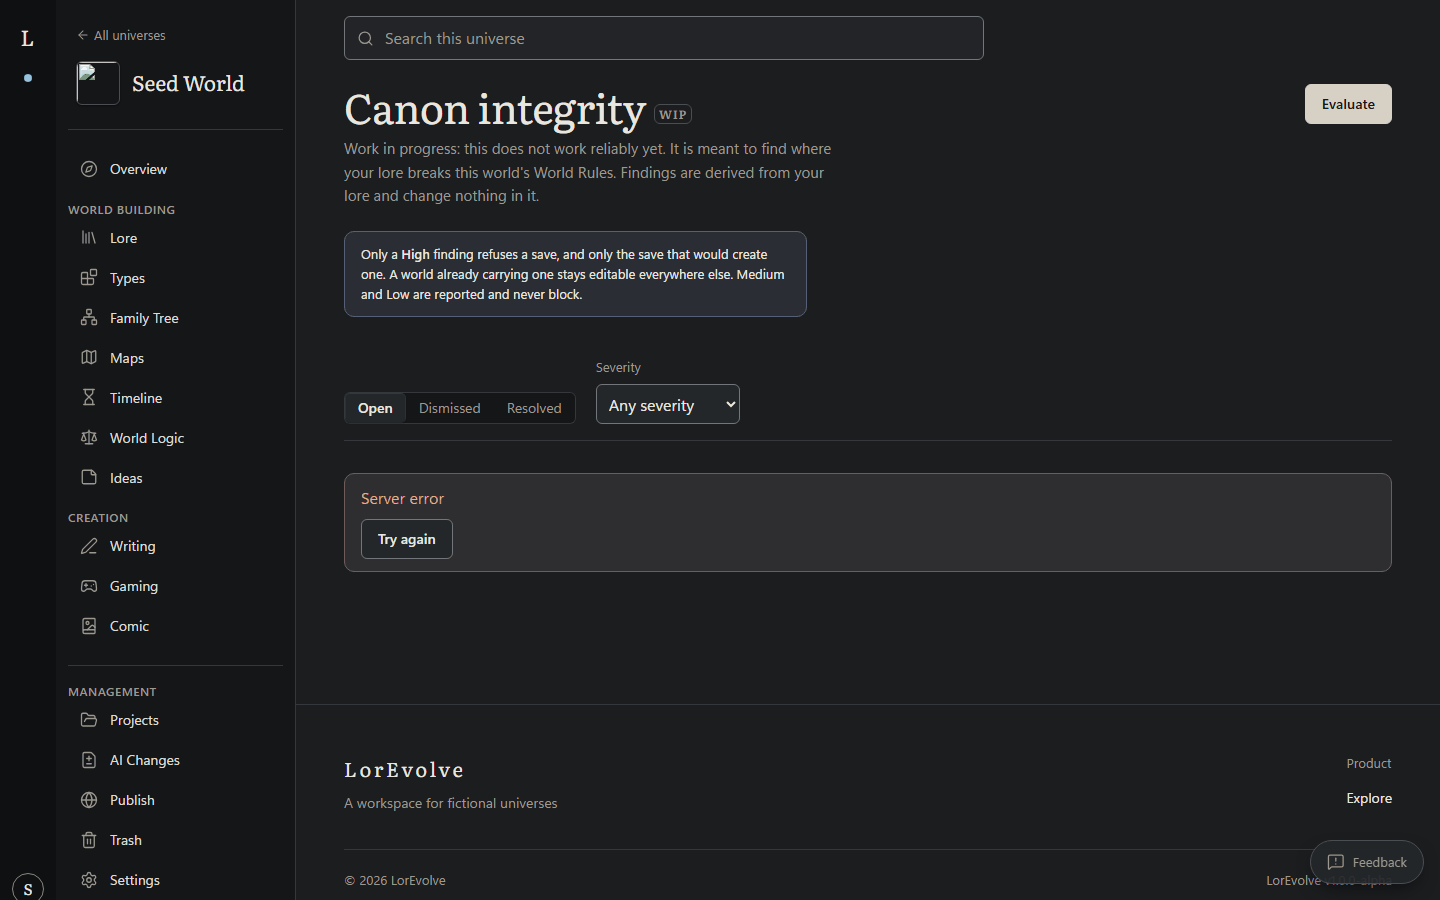 L
← All universes
Seed World
Overview
WORLD BUILDING
Lore
Types
Family Tree
Maps
Timeline
World Logic
Ideas
CREATION
Writing
Gaming
Comic
MANAGEMENT
Projects
AI Changes
Publish
Trash
Settings
S
Search this universe
Canon integrity WIP
Evaluate
Work in progress: this does not work reliably yet. It is meant to find where
your lore breaks this world's World Rules. Findings are derived from your
lore and change nothing in it.
Only a High finding refuses a save, and only the save that would create
one. A world already carrying one stays editable everywhere else. Medium
and Low are reported and never block.
Severity
Open Dismissed Resolved
Any severity
Server error
Try again
LorEvolve
A workspace for fictional universes
Product
Explore
Feedback
© 2026 LorEvolve
LorEvolve v1.0.0-alpha